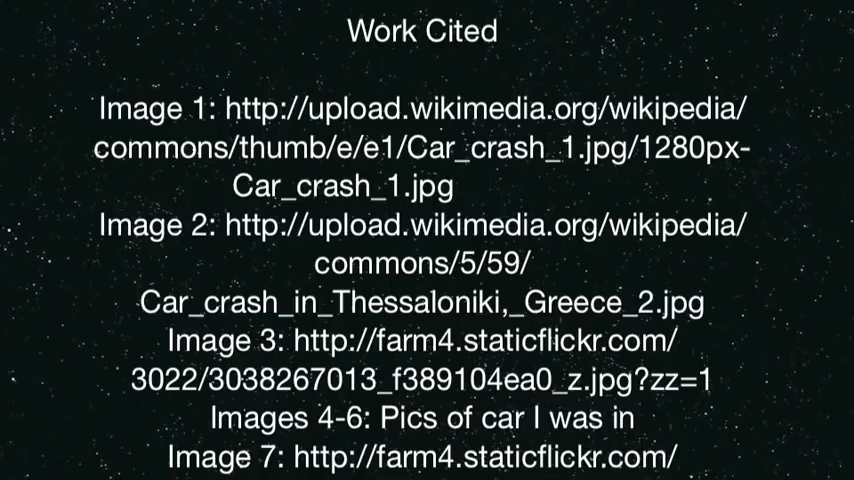 Work Cited
Image 1: http://upload.wikimedia.org/wikipedia/
commons/thumb/e/e1/Car_crash_1.jpg/1280px-
Car_crash_1.jpg
Image 2: http://upload.wikimedia.org/wikipedia/
commons/5/59/
Car_crash_in_Thessaloniki,_Greece_2.jpg
Image 3: http://farm4.staticflickr.com/
3022/3038267013_f389104ea0_z.jpg?zz=1
Images 4-6: Pics of car I was in
Image 7: http://farm4.staticflickr.com/